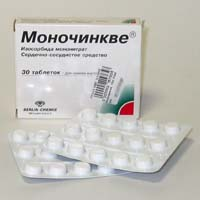 Моночинкве®
Изосорбида мононитрат
Сердечно-сосудистое средство
30 таблеток
BERLIN-CHEMIE